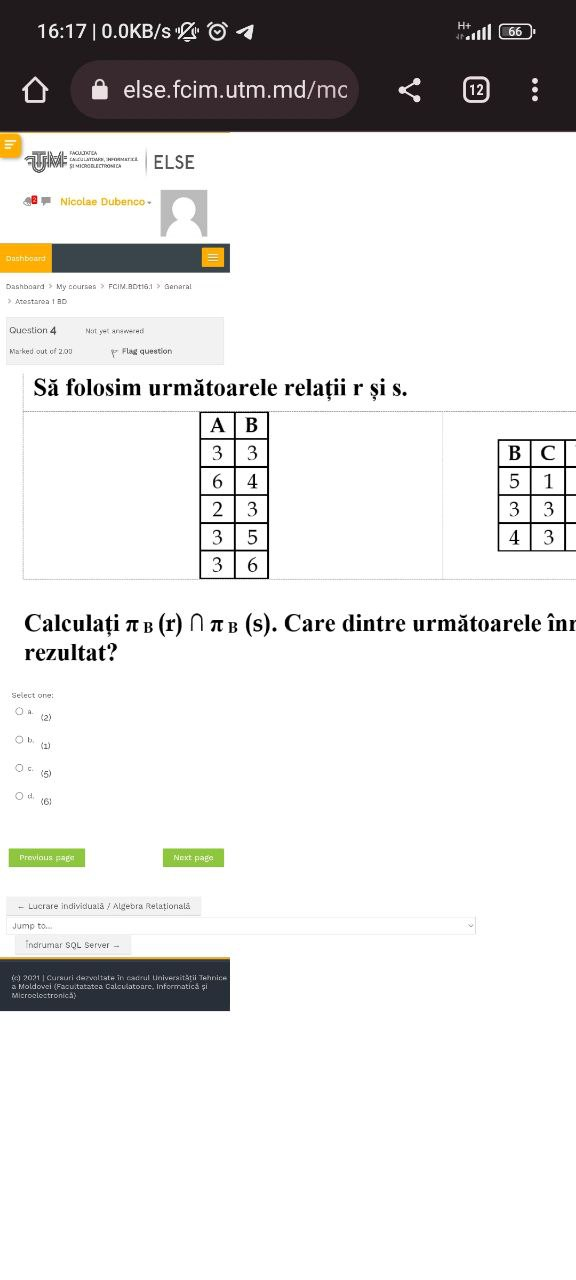 16:17 | 0.0KB/s H+ 66
else.fcim.utm.md/mc 12
FACULTATEA
CALCULATOARE, INFORMATICĂ
ȘI MICROELECTRONICĂ
UTM ELSE
2 Nicolae Dubenco
Dashboard
Dashboard > My courses > FCIM.BDt16.1 > General
> Atestarea 1 BD
Question 4 Not yet answered
Marked out of 2.00 Flag question
Să folosim următoarele relații r și s.
A B
3 3
6 4
2 3
3 5
3 6
B C
5 1
3 3
4 3
Calculați π B (r) ⋂ π B (s). Care dintre următoarele înr
rezultat?
Select one:
a. (2)
b. (1)
c. (5)
d. (6)
Previous page Next page
← Lucrare individuală / Algebra Relațională
Jump to...
Îndrumar SQL Server →
(c) 2021 | Cursuri dezvoltate în cadrul Universității Tehnice
a Moldovei (Facultatatea Calculatoare, Informatică și
Microelectronică)